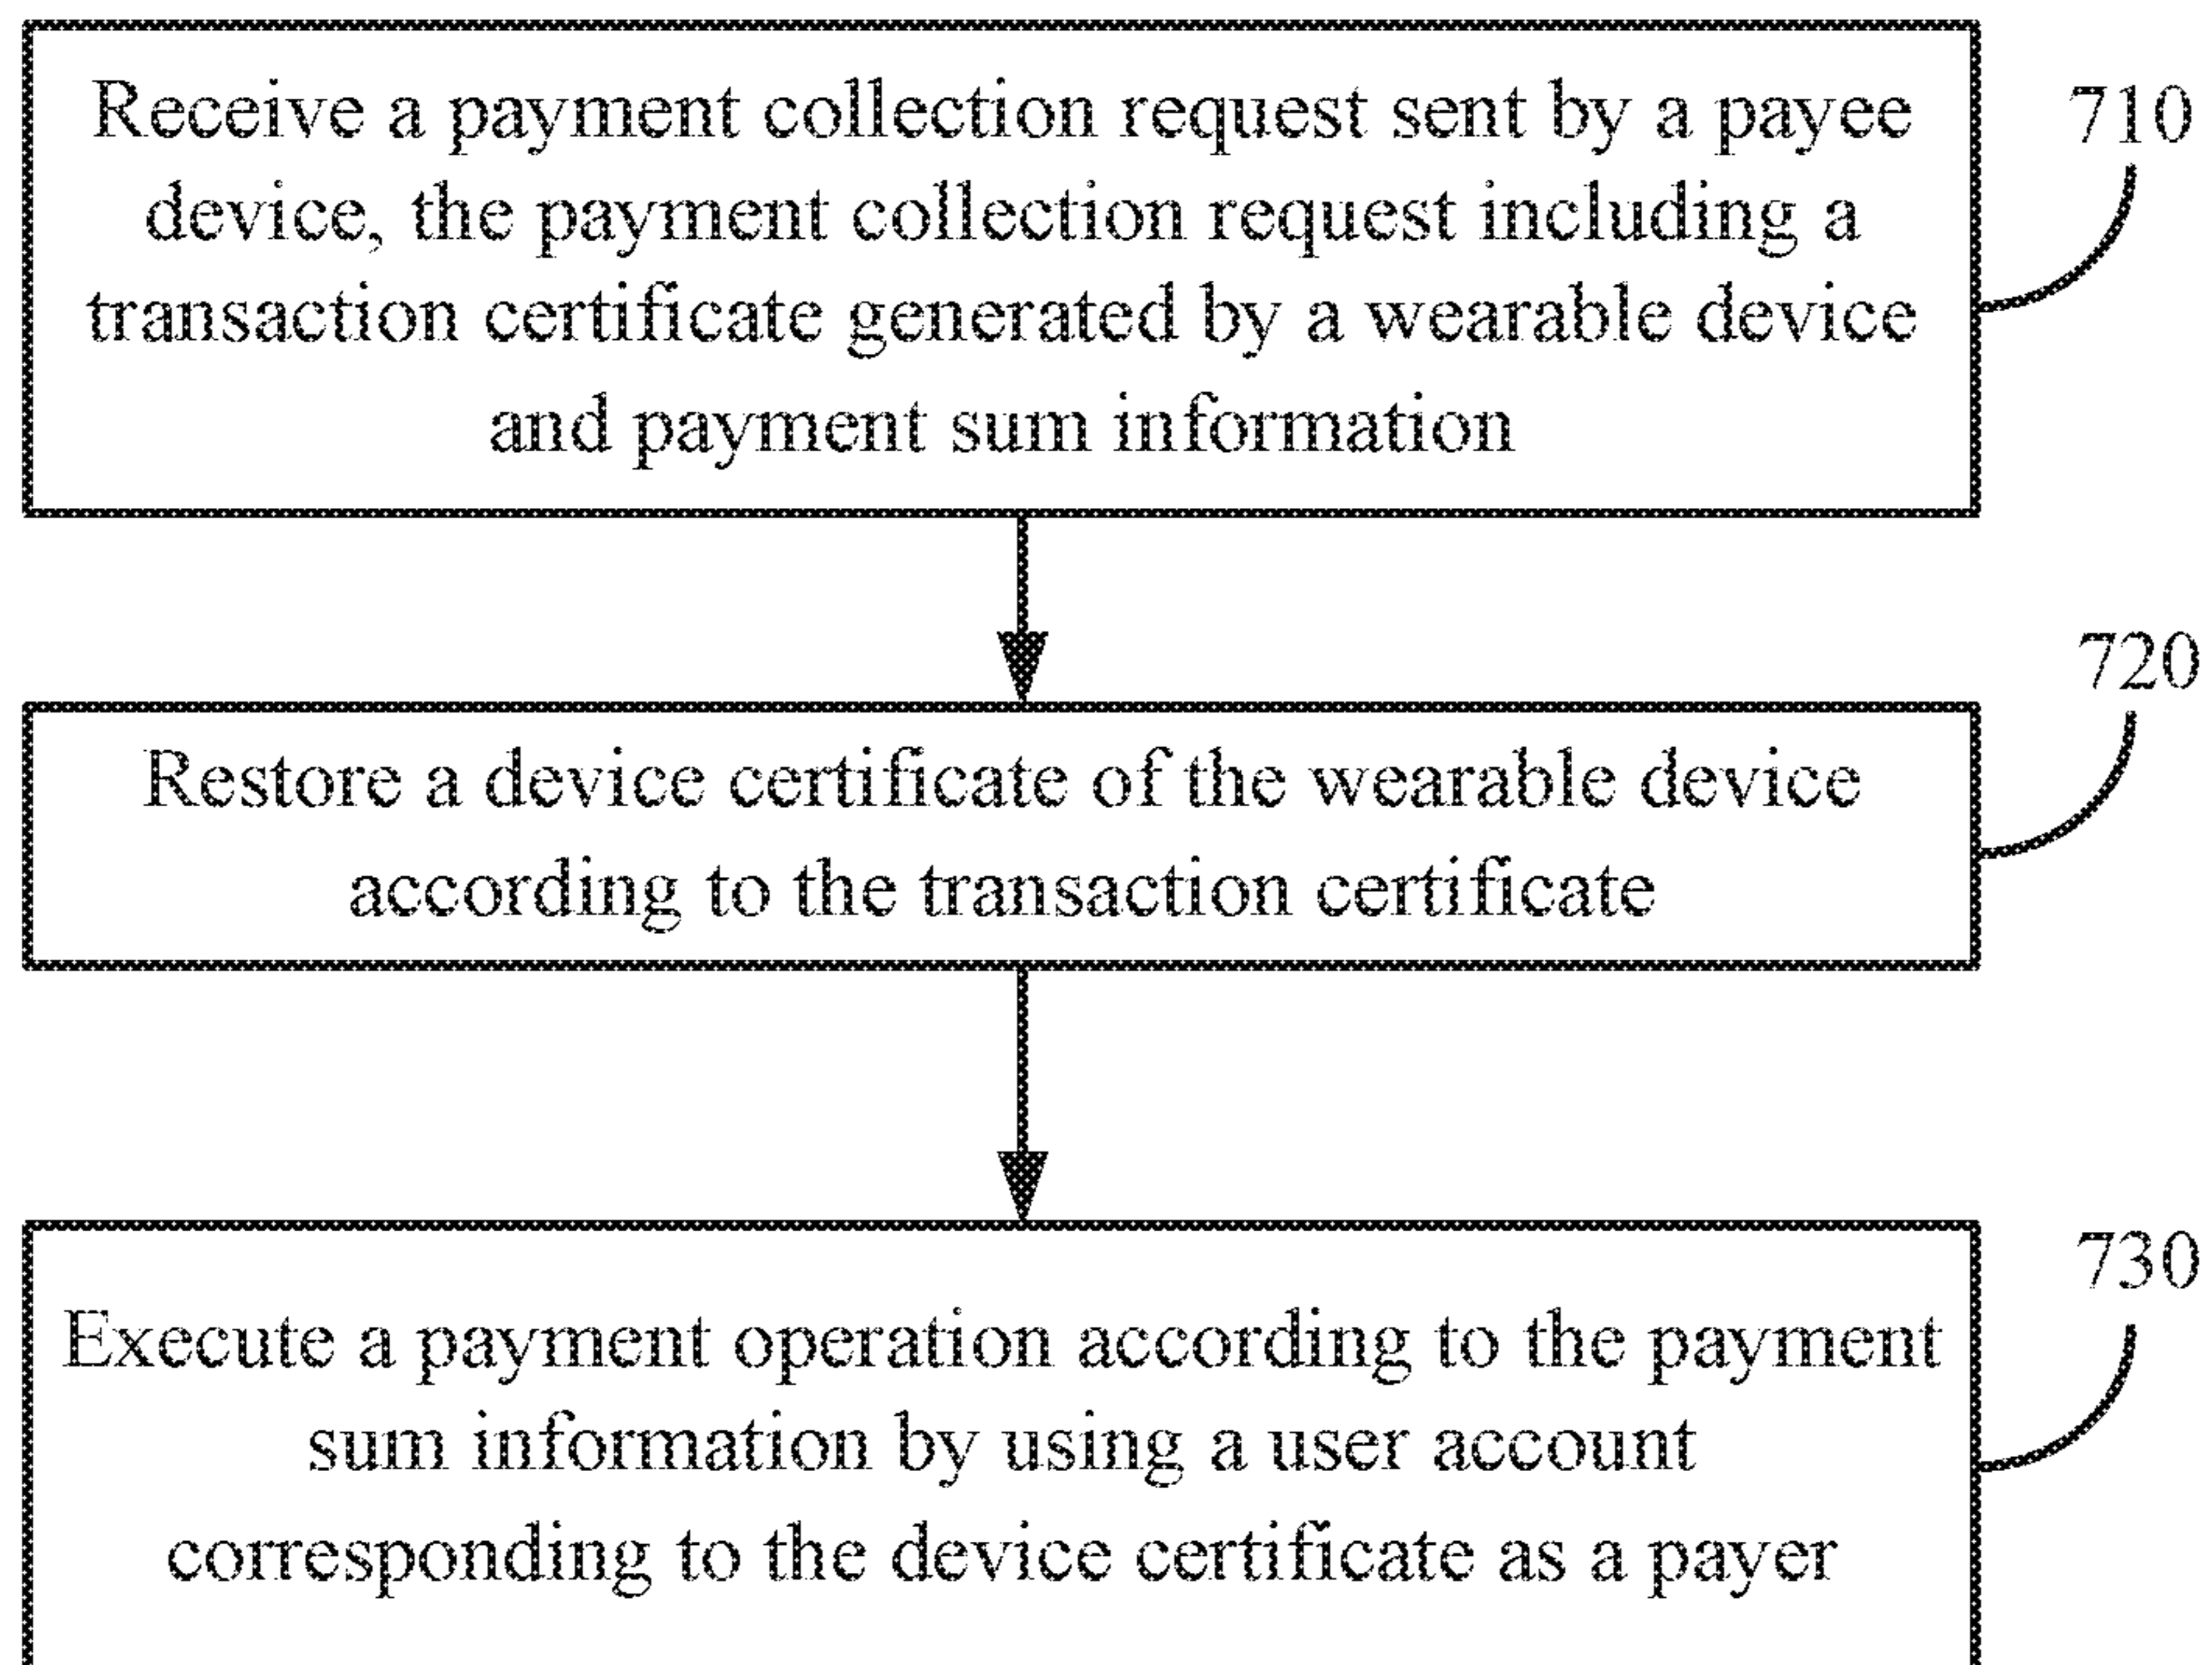 Receive a payment collection request sent by a payee
710
device, the payment collection request including a
transaction certificate generated by a wearable device
and payment sum information
720
Restore a device certificate of the wearable device
according to the transaction certificate
730
Execute a payment operation according to the payment
sum information by using a user account
corresponding to the device certificate as a payer